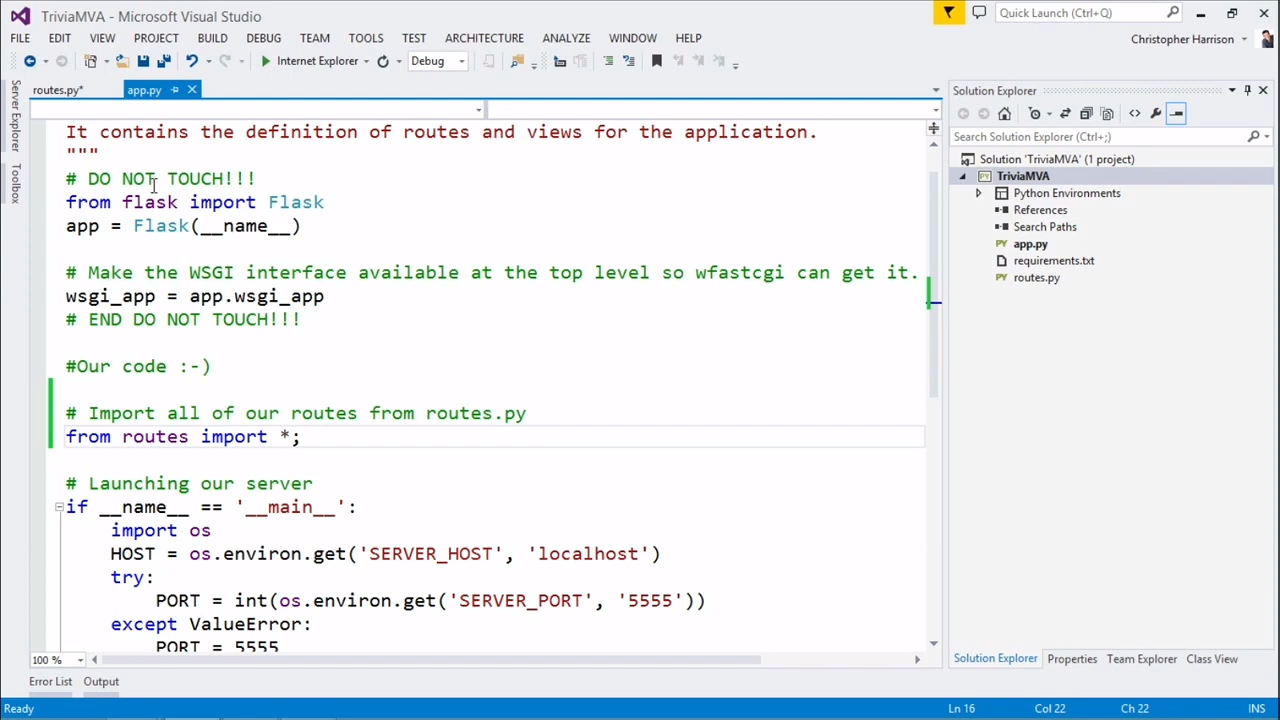 TriviaMVA - Microsoft Visual Studio
Quick Launch (Ctrl+Q)
FILE EDIT VIEW PROJECT BUILD DEBUG TEAM TOOLS TEST ARCHITECTURE ANALYZE WINDOW HELP
Christopher Harrison
Internet Explorer
Debug
Server Explorer
Toolbox
routes.py*
app.py
It contains the definition of routes and views for the application.
"""
# DO NOT TOUCH!!!
from flask import Flask
app = Flask(__name__)
# Make the WSGI interface available at the top level so wfastcgi can get it.
wsgi_app = app.wsgi_app
# END DO NOT TOUCH!!!
#Our code :-)
# Import all of our routes from routes.py
from routes import *;
# Launching our server
if __name__ == '__main__':
import os
HOST = os.environ.get('SERVER_HOST', 'localhost')
try:
PORT = int(os.environ.get('SERVER_PORT', '5555'))
except ValueError:
PORT = 5555
100 %
Solution Explorer
Search Solution Explorer (Ctrl+;)
Solution 'TriviaMVA' (1 project)
PY TriviaMVA
Python Environments
References
Search Paths
PY app.py
requirements.txt
PY routes.py
Solution Explorer Properties Team Explorer Class View
Error List Output
Ready
Ln 16 Col 22 Ch 22 INS